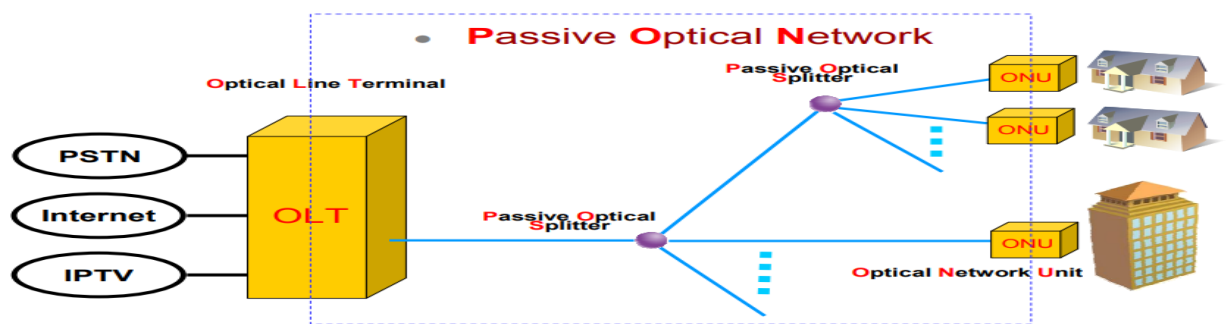 • Passive Optical Network
Optical Line Terminal
Passive Optical
Splitter
ONU
ONU
PSTN
Internet
IPTV
OLT
Passive Optical
Splitter
ONU
Optical Network Unit